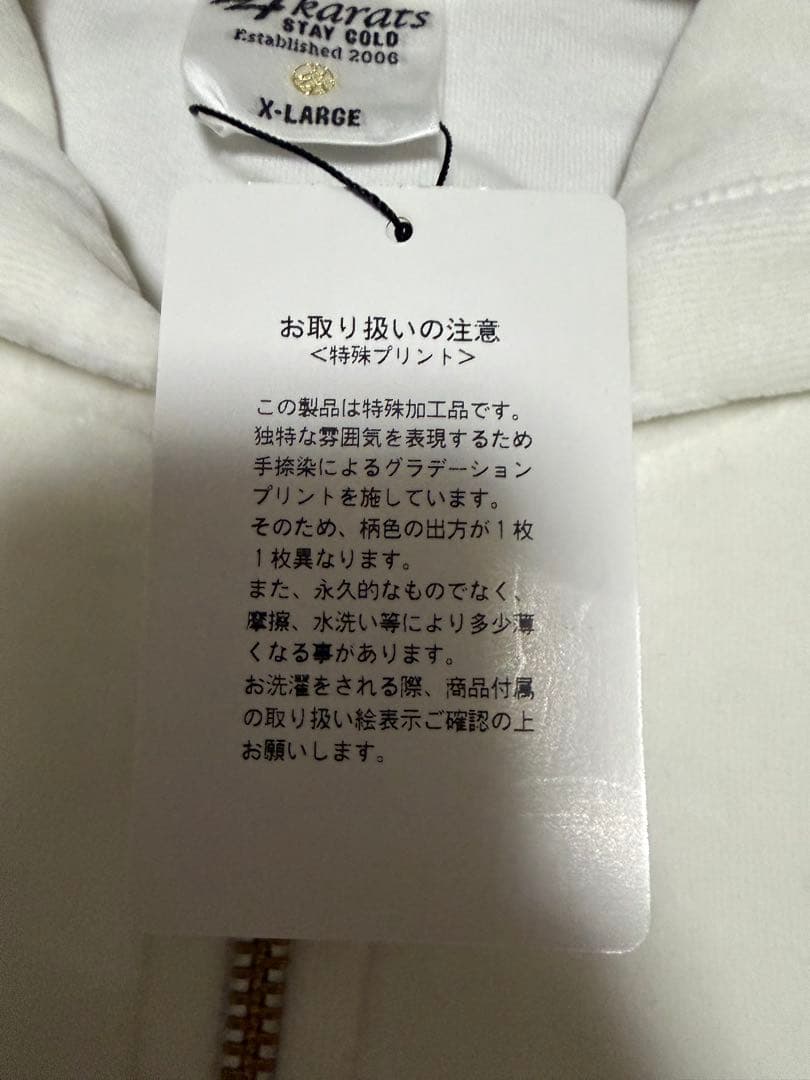 24karats
STAY GOLD
Established 2006
X-LARGE
お取り扱いの注意
＜特殊プリント＞
この製品は特殊加工品です。
独特な雰囲気を表現するため
手捺染によるグラデーション
プリントを施しています。
そのため、柄色の出方が１枚
１枚異なります。
また、永久的なものでなく、
摩擦、水洗い等により多少薄
くなる事があります。
お洗濯をされる際、商品付属
の取り扱い絵表示ご確認の上
お願いします。